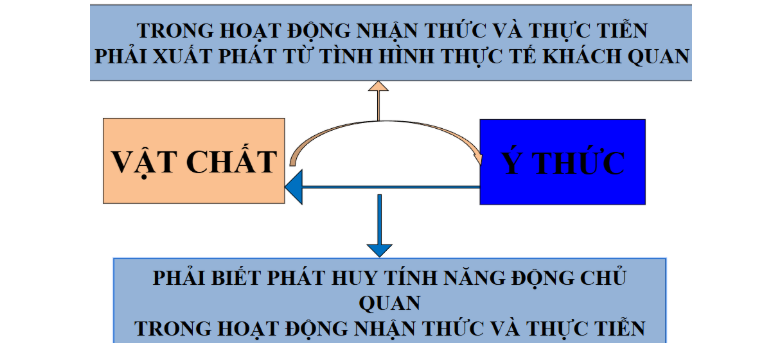 TRONG HOẠT ĐỘNG NHẬN THỨC VÀ THỰC TIỄN
PHẢI XUẤT PHÁT TỪ TÌNH HÌNH THỰC TẾ KHÁCH QUAN
VẬT CHẤT
Ý THỨC
PHẢI BIẾT PHÁT HUY TÍNH NĂNG ĐỘNG CHỦ
QUAN
TRONG HOẠT ĐỘNG NHẬN THỨC VÀ THỰC TIỄN